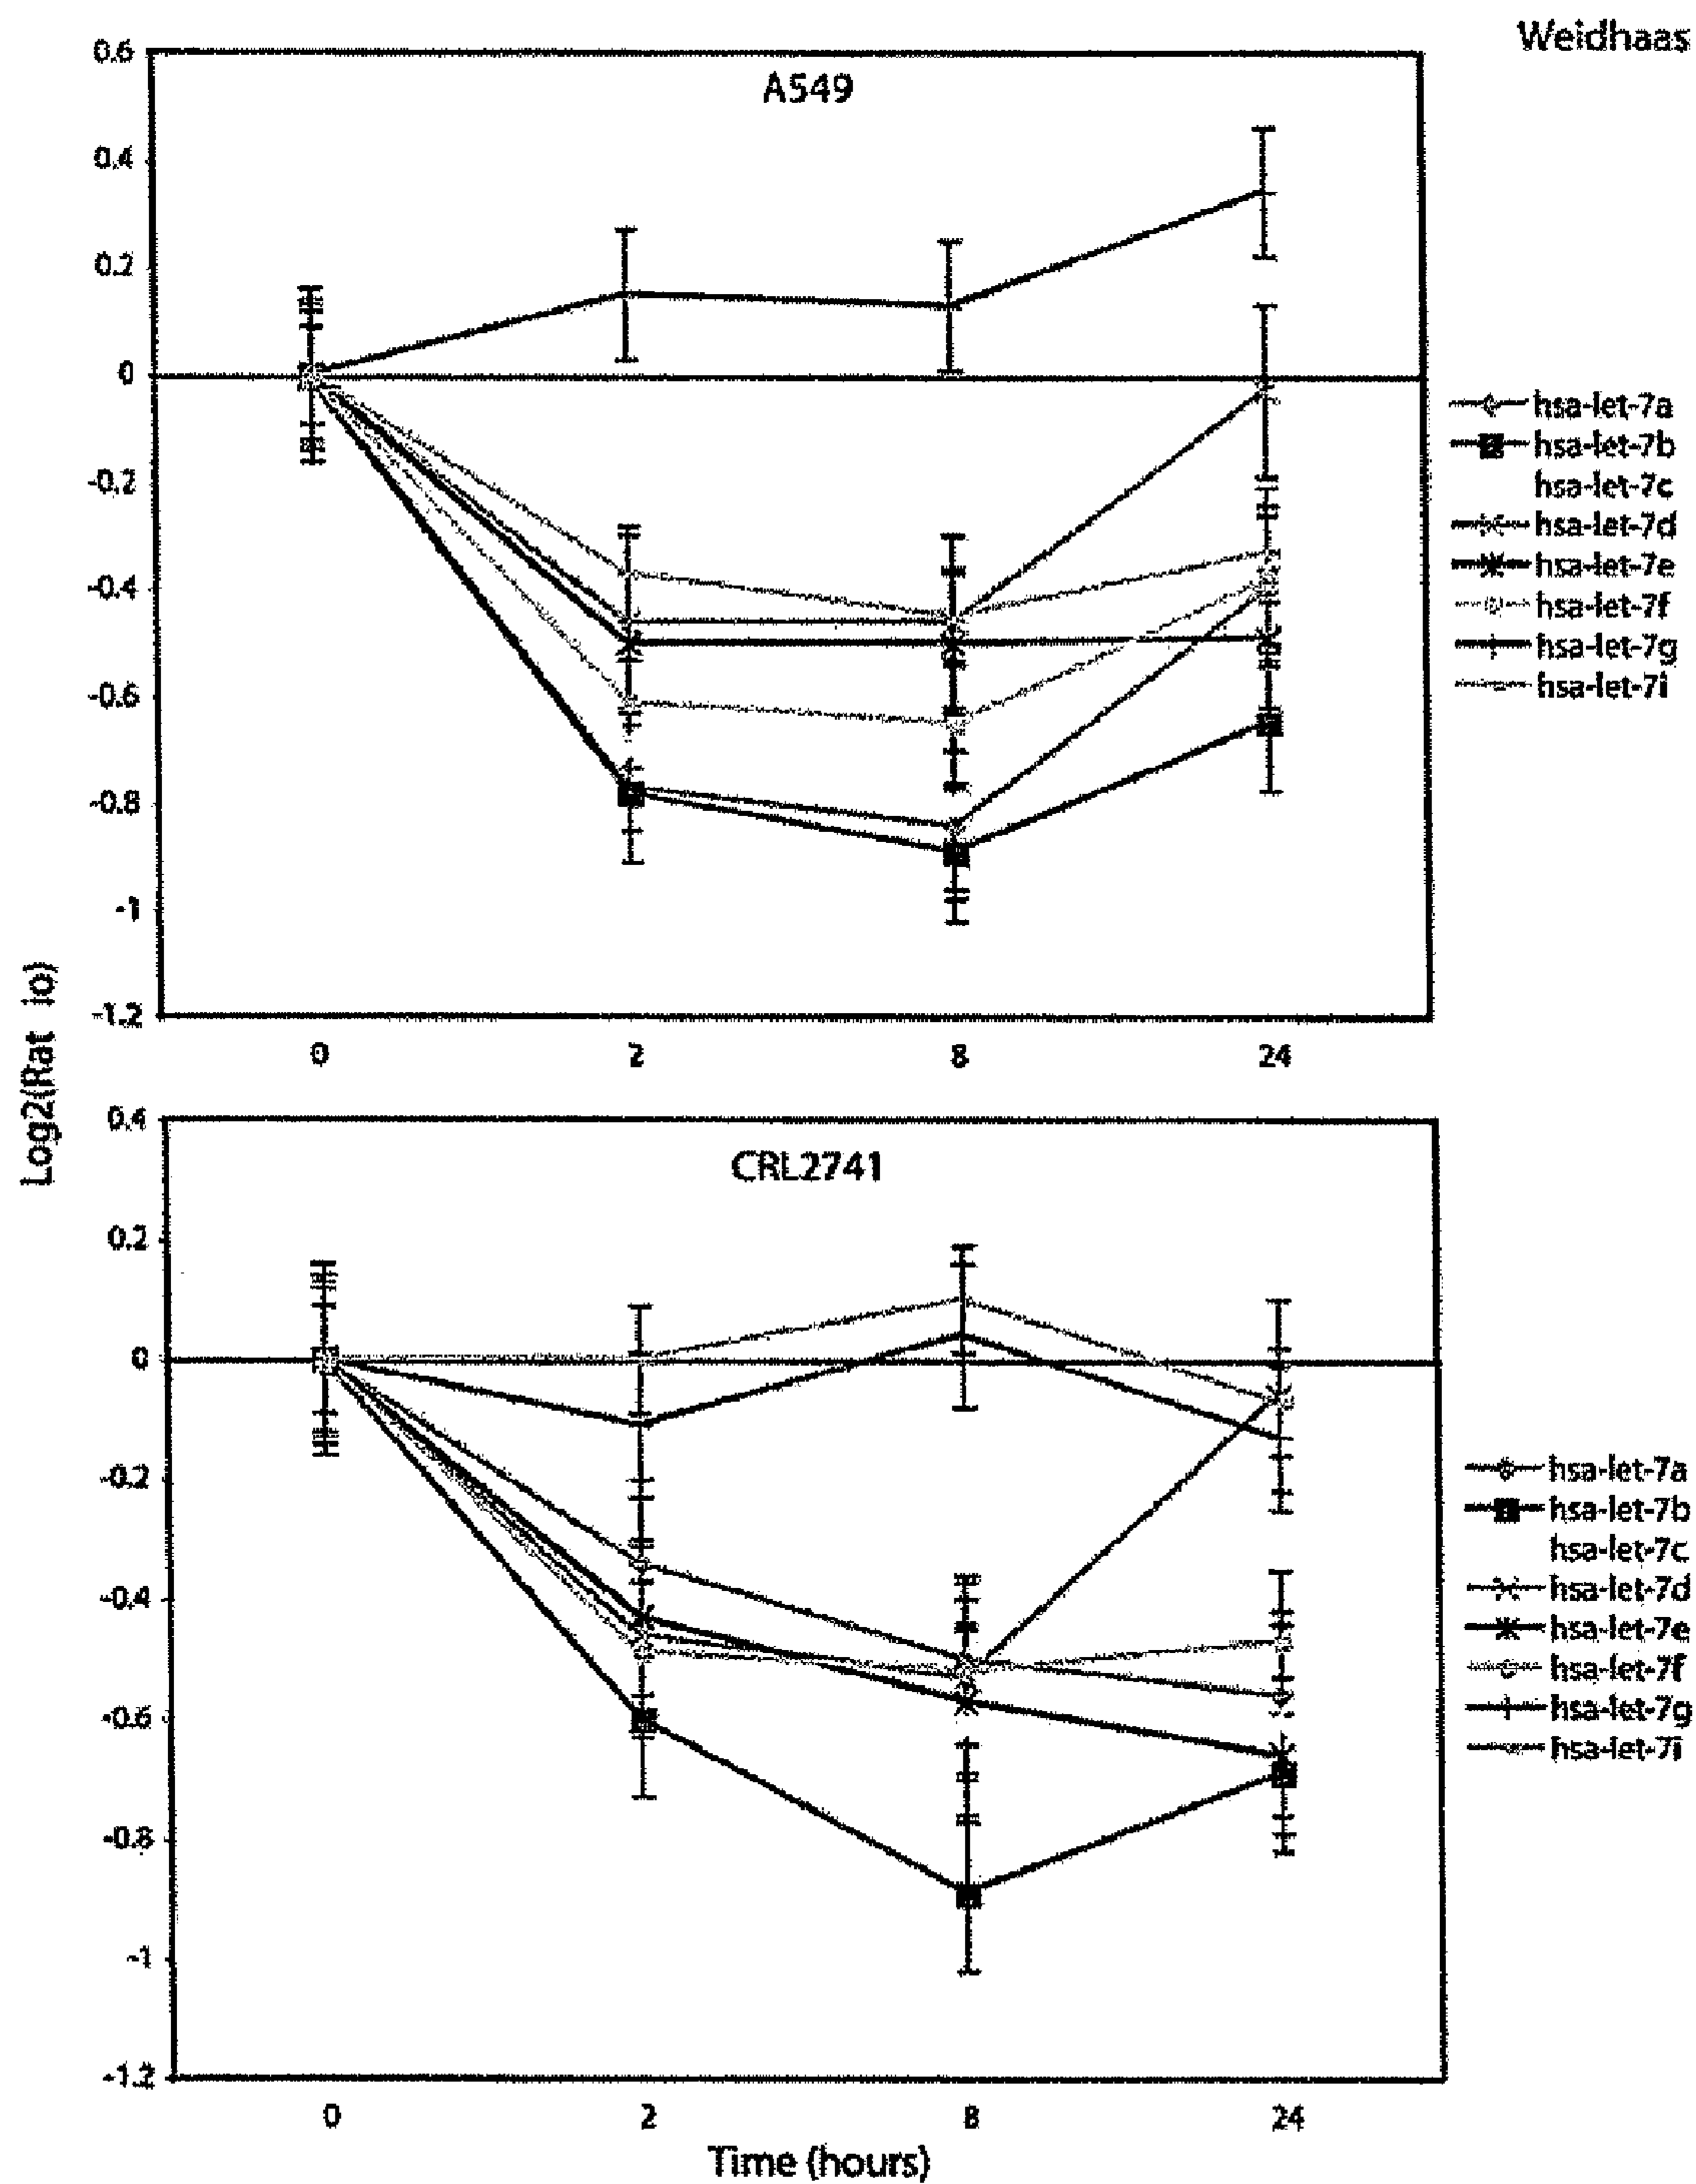 Weidhaas
A549
0.6
0.4
0.2
0
-0.2
-0.4
-0.6
-0.8
-1
-1.2
0 2 8 24
hsa-let-7a
hsa-let-7b
hsa-let-7c
hsa-let-7d
hsa-let-7e
hsa-let-7f
hsa-let-7g
hsa-let-7i
Log2(Rat io)
CRL2741
0.4
0.2
0
-0.2
-0.4
-0.6
-0.8
-1
-1.2
0 2 8 24
hsa-let-7a
hsa-let-7b
hsa-let-7c
hsa-let-7d
hsa-let-7e
hsa-let-7f
hsa-let-7g
hsa-let-7i
Time (hours)